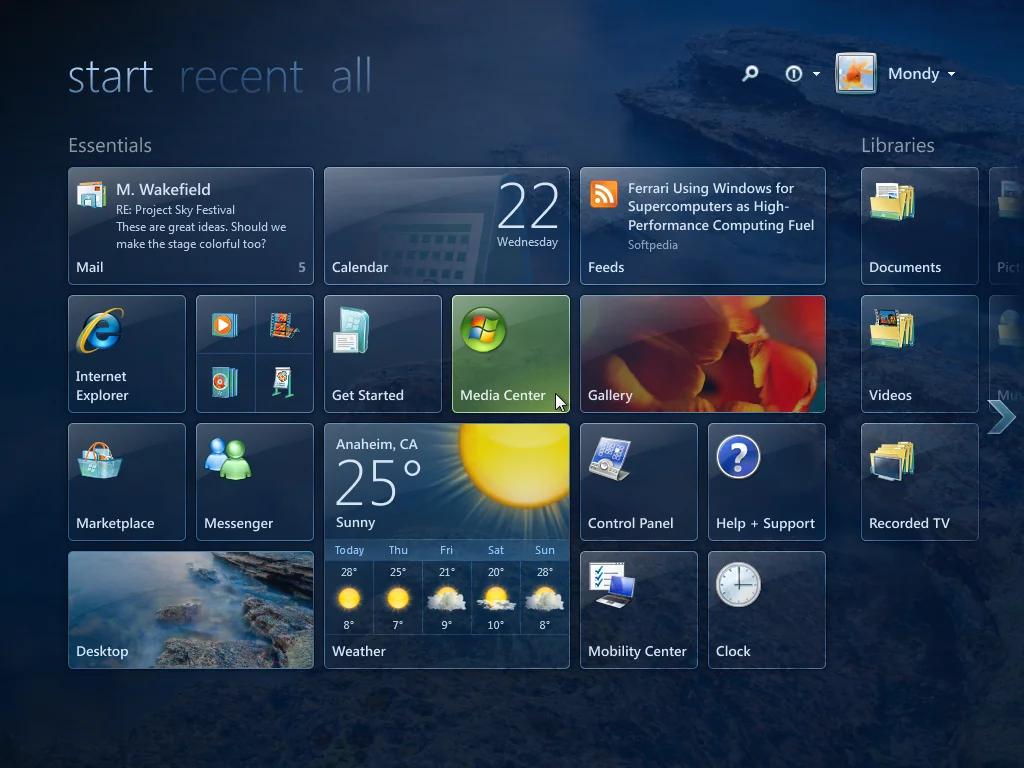 start recent all
Mondy
Essentials
Libraries
M. Wakefield
RE: Project Sky Festival
These are great ideas. Should we
make the stage colorful too?
Mail 5
22
Wednesday
Calendar
Ferrari Using Windows for
Supercomputers as High-
Performance Computing Fuel
Softpedia
Feeds
Documents
Pict
Internet
Explorer
Get Started
Media Center
Gallery
Videos
Mu
Marketplace
Messenger
Anaheim, CA
25°
Sunny
Today Thu Fri Sat Sun
28° 25° 21° 20° 28°
8° 7° 9° 10° 8°
Weather
Control Panel
Help + Support
Recorded TV
Desktop
Mobility Center
Clock